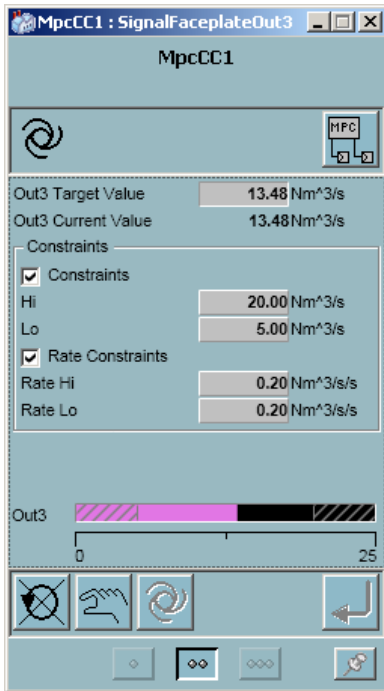 MpcCC1 : SignalFaceplateOut3
MpcCC1
MPC
Out3 Target Value 13.48 Nm^3/s
Out3 Current Value 13.48 Nm^3/s
Constraints
Constraints
Hi 20.00 Nm^3/s
Lo 5.00 Nm^3/s
Rate Constraints
Rate Hi 0.20 Nm^3/s/s
Rate Lo 0.20 Nm^3/s/s
Out3
0 25